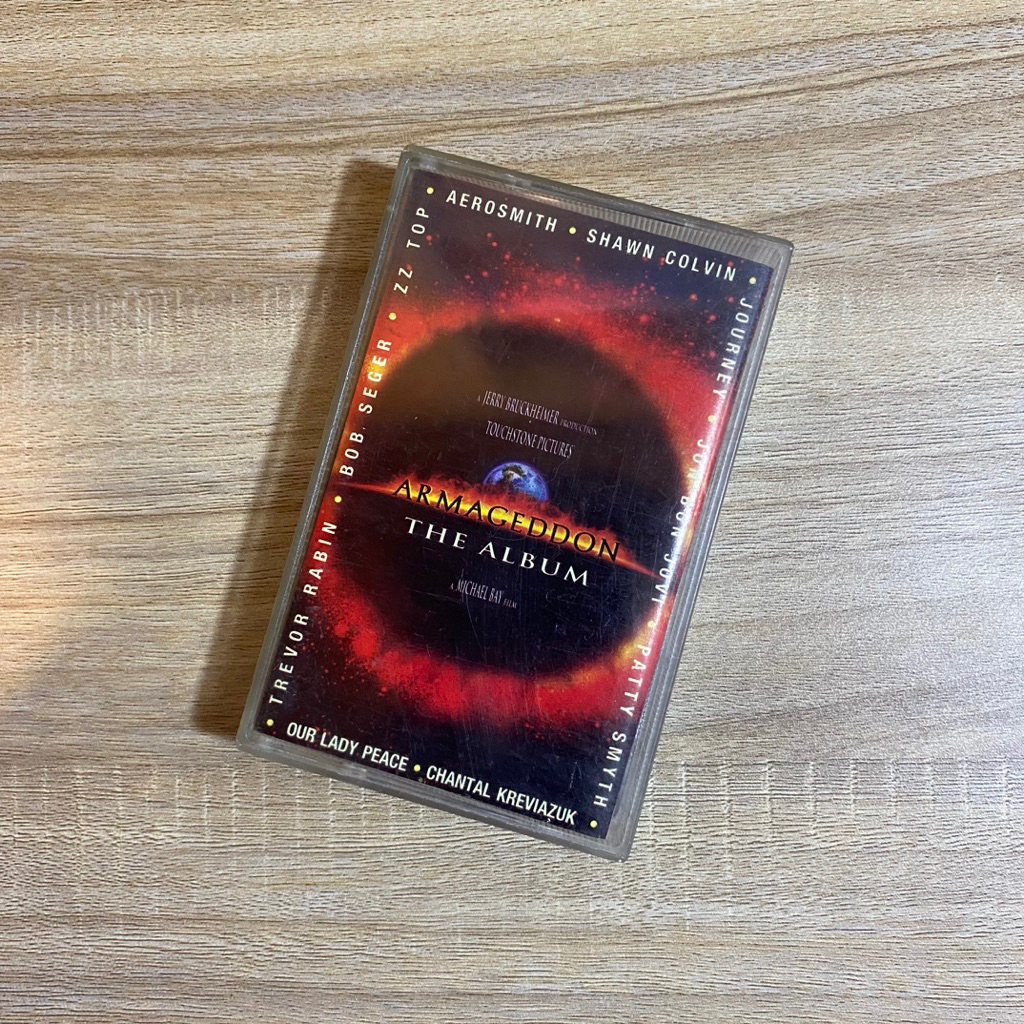 AEROSMITH • SHAWN COLVIN •
JOURNEY • JON BON JOVI • PATTY SMYTH •
OUR LADY PEACE • CHANTAL KREVIAZUK
• TREVOR RABIN • BOB SEGER • ZZ TOP •
A JERRY BRUCKHEIMER PRODUCTION
TOUCHSTONE PICTURES
ARMAGEDDON
THE ALBUM
A MICHAEL BAY FILM